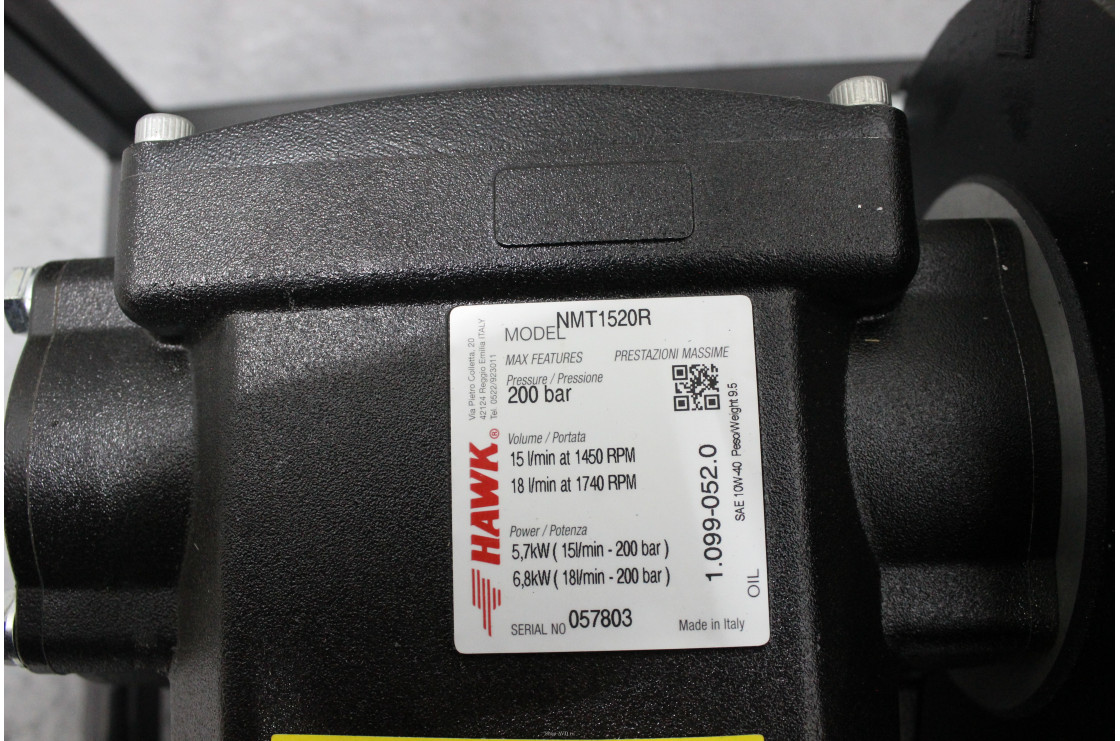 MODEL NMT1520R
MAX FEATURES PRESTAZIONI MASSIME
Pressure / Pressione
200 bar
Volume / Portata
15 l/min at 1450 RPM
18 l/min at 1740 RPM
Power / Potenza
5,7kW ( 15l/min - 200 bar )
6,8kW ( 18l/min - 200 bar )
SERIAL NO 057803
Made in Italy
HAWK®
Via Pietro Colletta, 20
42124 Reggio Emilia ITALY
Tel. 0522/923011
1.099-052.0
OIL SAE 10W-40 Peso/Weight 9.5